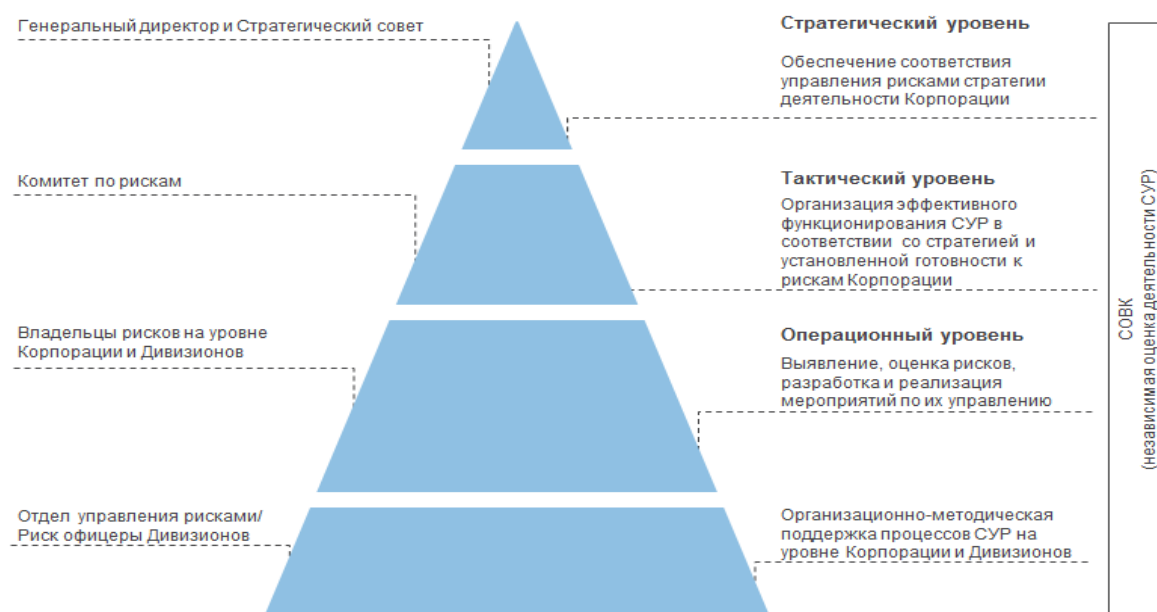 Генеральный директор и Стратегический совет
Стратегический уровень
Обеспечение соответствия
управления рисками стратегии
деятельности Корпорации
Комитет по рискам
Тактический уровень
Организация эффективного
функционирования СУР в
соответствии со стратегией и
установленной готовности к
рискам Корпорации
Владельцы рисков на уровне
Корпорации и Дивизионов
Операционный уровень
Выявление, оценка рисков,
разработка и реализация
мероприятий по их управлению
Отдел управления рисками/
Риск офицеры Дивизионов
Организационно-методическая
поддержка процессов СУР на
уровне Корпорации и Дивизионов
СОВК
(независимая оценка деятельности СУР)